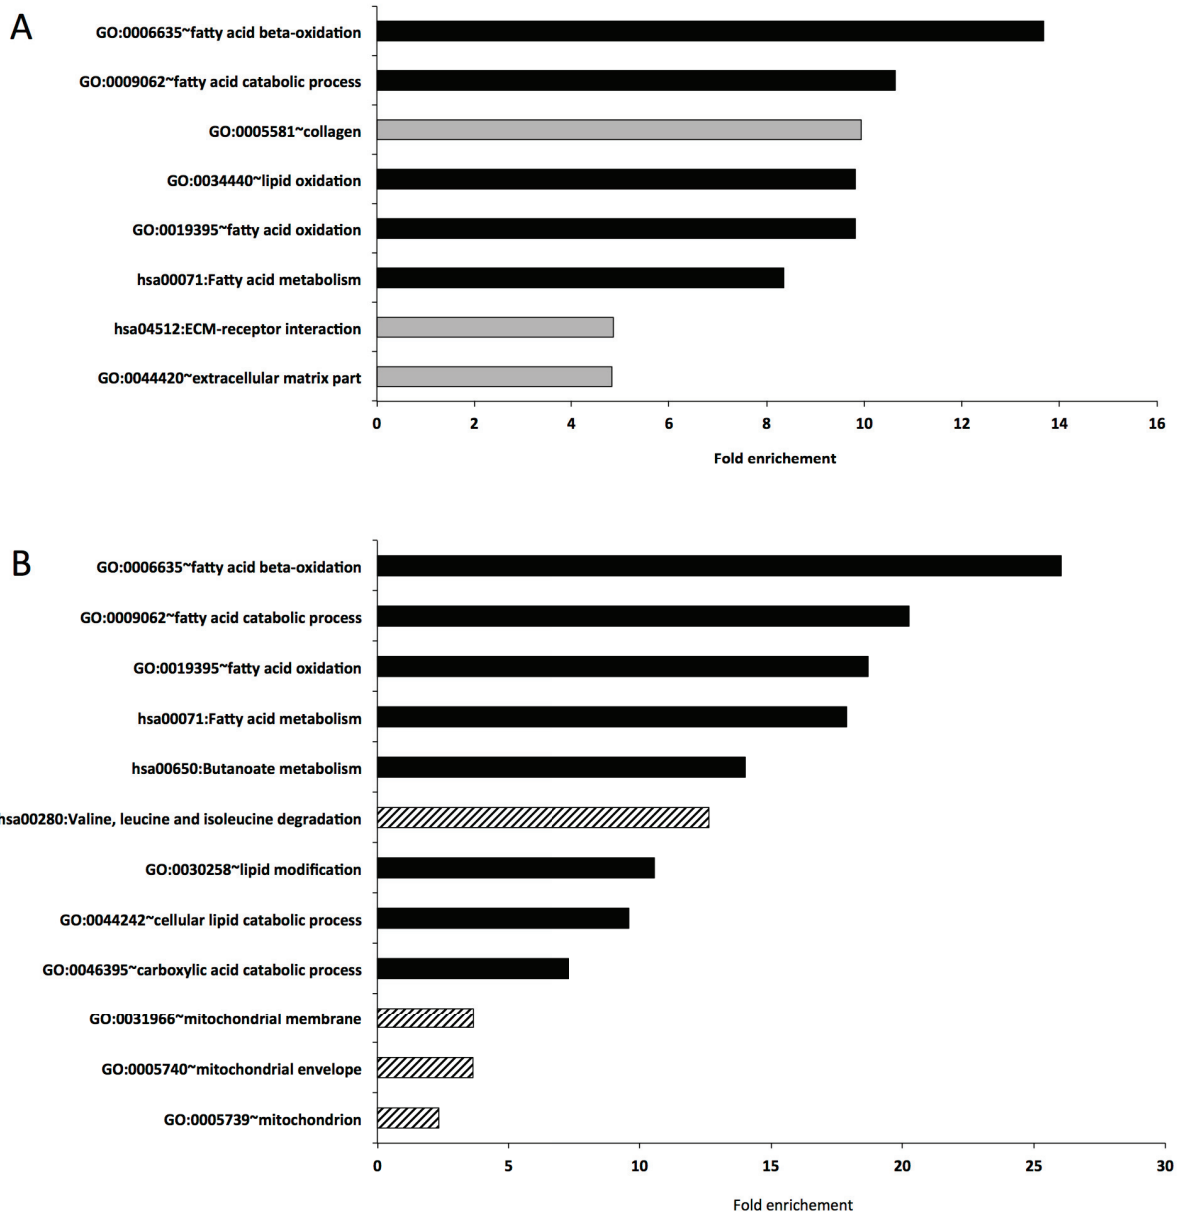 A
GO:0006635~fatty acid beta-oxidation
GO:0009062~fatty acid catabolic process
GO:0005581~collagen
GO:0034440~lipid oxidation
GO:0019395~fatty acid oxidation
hsa00071:Fatty acid metabolism
hsa04512:ECM-receptor interaction
GO:0044420~extracellular matrix part
0 2 4 6 8 10 12 14 16
Fold enrichement
B
GO:0006635~fatty acid beta-oxidation
GO:0009062~fatty acid catabolic process
GO:0019395~fatty acid oxidation
hsa00071:Fatty acid metabolism
hsa00650:Butanoate metabolism
hsa00280:Valine, leucine and isoleucine degradation
GO:0030258~lipid modification
GO:0044242~cellular lipid catabolic process
GO:0046395~carboxylic acid catabolic process
GO:0031966~mitochondrial membrane
GO:0005740~mitochondrial envelope
GO:0005739~mitochondrion
0 5 10 15 20 25 30
Fold enrichement